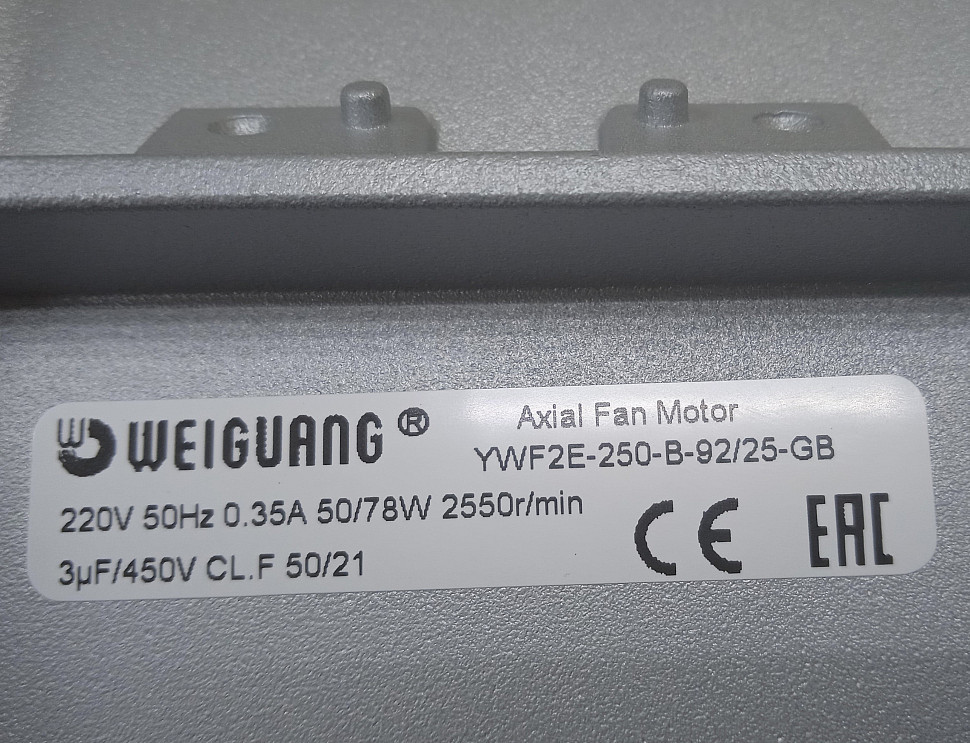 WEIGUANG®
Axial Fan Motor
YWF2E-250-B-92/25-GB
220V 50Hz 0.35A 50/78W 2550r/min
3µF/450V CL.F 50/21
CE EAC